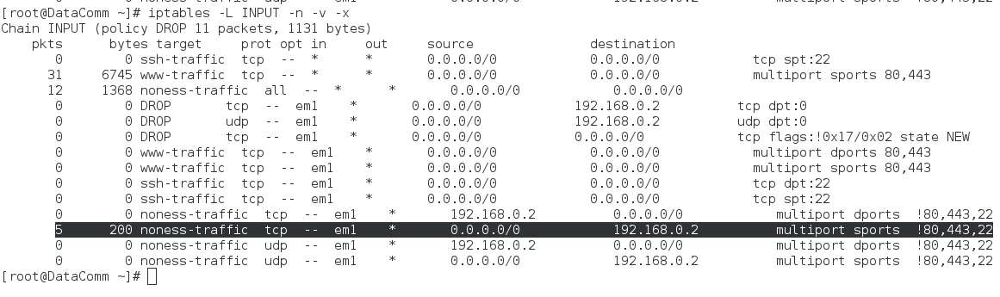 [root@DataComm ~]# iptables -L INPUT -n -v -x
Chain INPUT (policy DROP 11 packets, 1131 bytes)
    pkts      bytes target     prot opt in     out     source               destination
       0        0 ssh-traffic  tcp  --  *      *       0.0.0.0/0            0.0.0.0/0            tcp spt:22
      31     6745 www-traffic  tcp  --  *      *       0.0.0.0/0            0.0.0.0/0            multiport sports 80,443
      12     1368 noness-traffic  all  --  *      *       0.0.0.0/0            0.0.0.0/0
       0        0 DROP       tcp  --  em1    *       0.0.0.0/0            192.168.0.2          tcp dpt:0
       0        0 DROP       udp  --  em1    *       0.0.0.0/0            192.168.0.2          udp dpt:0
       0        0 DROP       tcp  --  em1    *       0.0.0.0/0            0.0.0.0/0            tcp flags:!0x17/0x02 state NEW
       0        0 www-traffic  tcp  --  em1    *       0.0.0.0/0            0.0.0.0/0            multiport dports 80,443
       0        0 www-traffic  tcp  --  em1    *       0.0.0.0/0            0.0.0.0/0            multiport sports 80,443
       0        0 ssh-traffic  tcp  --  em1    *       0.0.0.0/0            0.0.0.0/0            tcp dpt:22
       0        0 ssh-traffic  tcp  --  em1    *       0.0.0.0/0            0.0.0.0/0            tcp spt:22
       0        0 noness-traffic  tcp  --  em1    *       192.168.0.2          0.0.0.0/0            multiport dports  !80,443,22
       5      200 noness-traffic  tcp  --  em1    *       0.0.0.0/0            192.168.0.2          multiport sports  !80,443,22
       0        0 noness-traffic  udp  --  em1    *       192.168.0.2          0.0.0.0/0            multiport dports  !80,443,22
       0        0 noness-traffic  udp  --  em1    *       0.0.0.0/0            192.168.0.2          multiport sports  !80,443,22
[root@DataComm ~]#